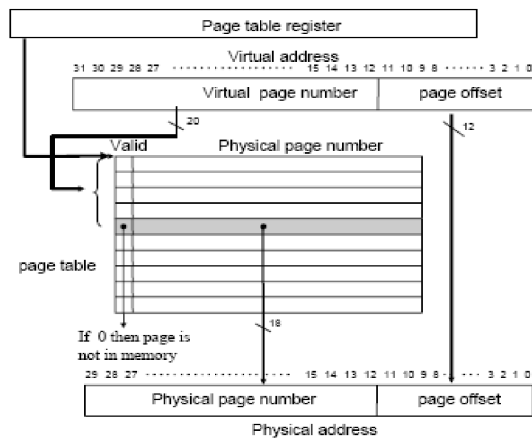 Page table register
Virtual address
31 30 29 28 27 ........................ 15 14 13 12 11 10 9 8 ...... 3 2 1 0
Virtual page number page offset
20 12
Valid Physical page number
page table
If 0 then page is
not in memory
18
29 28 27 ........................ 15 14 13 12 11 10 9 8 ...... 3 2 1 0
Physical page number page offset
Physical address